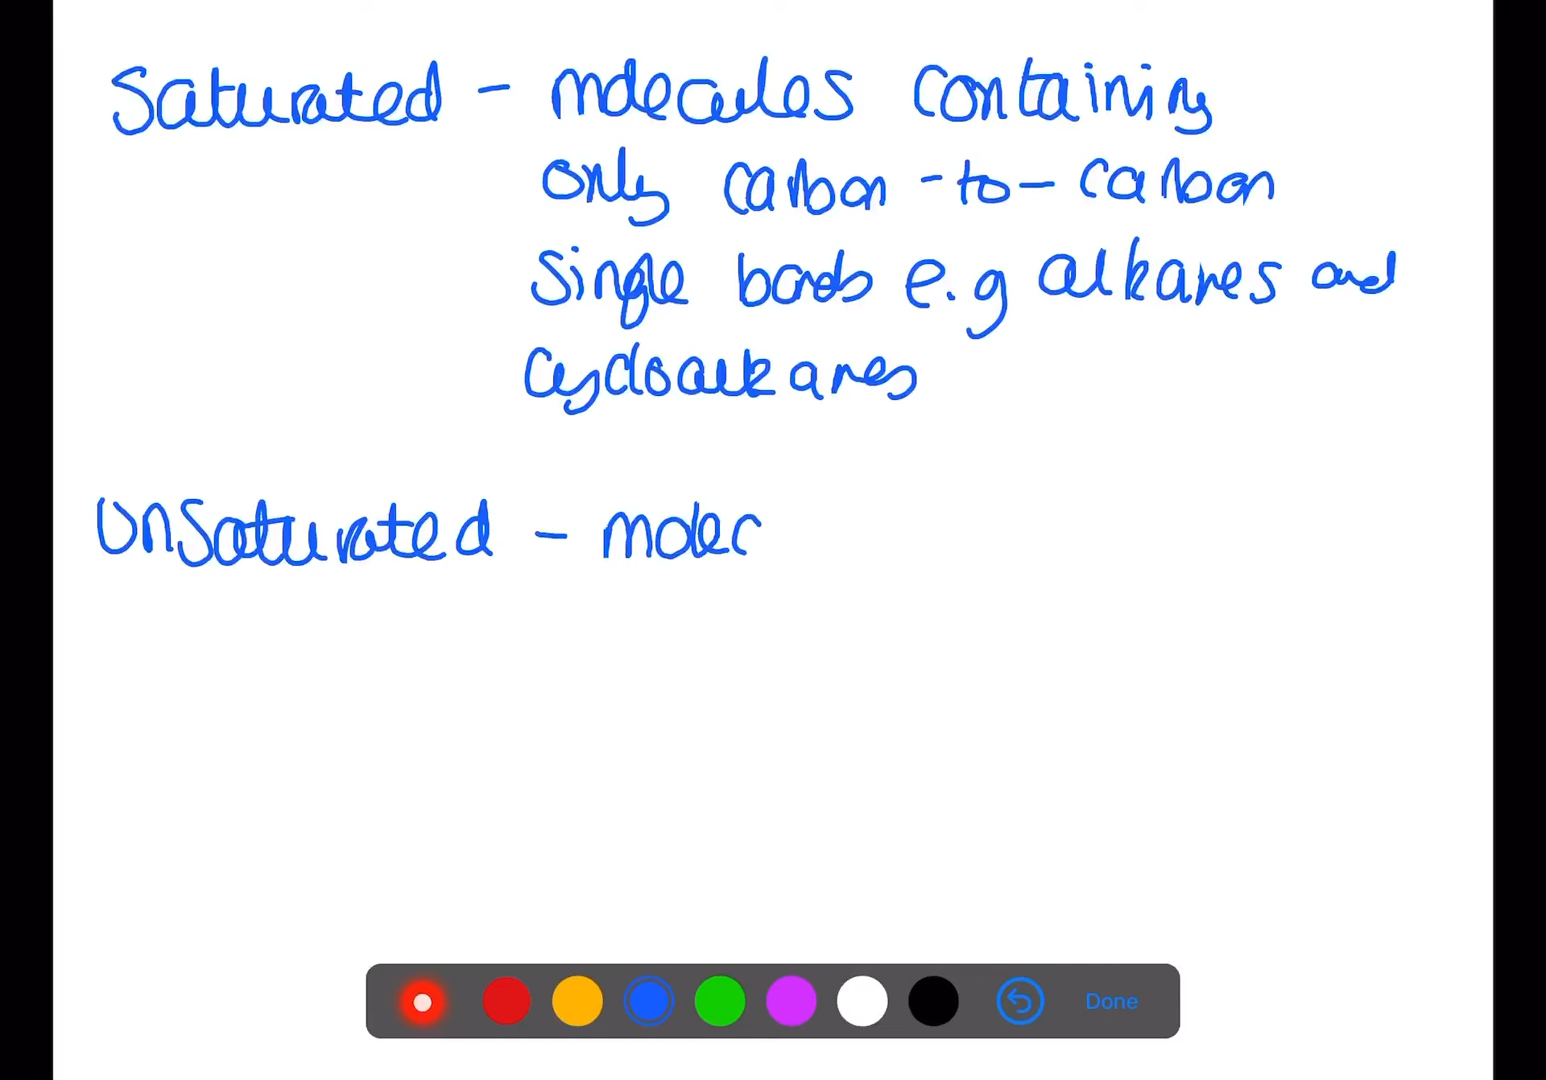 Saturated - molecules containing
only carbon - to - carbon
single bonds e.g alkanes and
cycloalkanes
Unsaturated - molec
Done